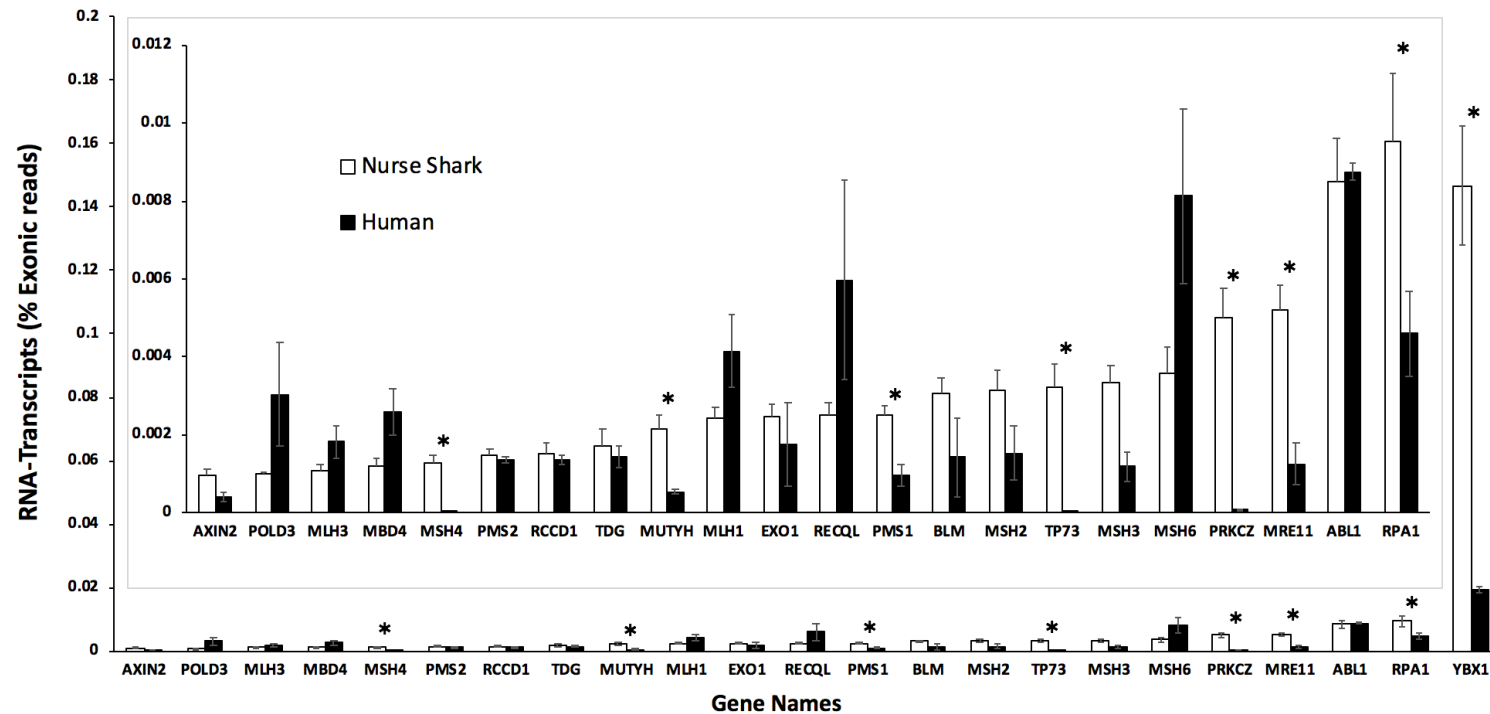 RNA-Transcripts (% Exonic reads)
0.2
0.18
0.16
0.14
0.12
0.1
0.08
0.06
0.04
0.02
0
0.012
0.01
0.008
0.006
0.004
0.002
0
Nurse Shark
Human
* * * * * * * *
AXIN2 POLD3 MLH3 MBD4 MSH4 PMS2 RCCD1 TDG MUTYH MLH1 EXO1 RECQL PMS1 BLM MSH2 TP73 MSH3 MSH6 PRKCZ MRE11 ABL1 RPA1
* * * * * * *
AXIN2 POLD3 MLH3 MBD4 MSH4 PMS2 RCCD1 TDG MUTYH MLH1 EXO1 RECQL PMS1 BLM MSH2 TP73 MSH3 MSH6 PRKCZ MRE11 ABL1 RPA1 YBX1
Gene Names